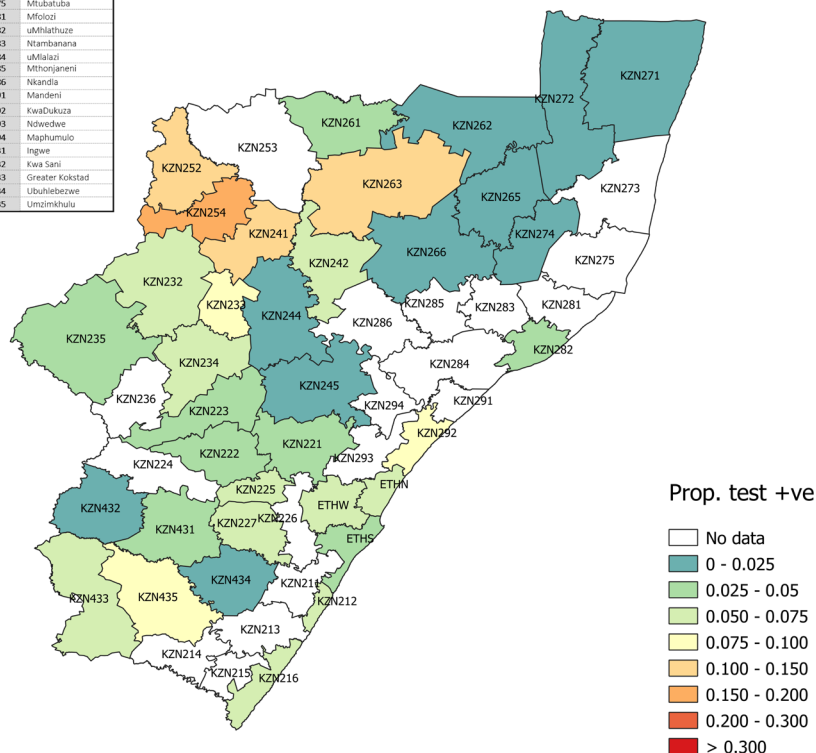 Mtubatuba
Mfolozi
uMhlathuze
Ntambanana
uMlalazi
Mthonjaneni
Nkandla
Mandeni
KwaDukuza
Ndwedwe
Maphumulo
Ingwe
Kwa Sani
Greater Kokstad
Ubuhlebezwe
Umzimkhulu
KZN271
KZN272
KZN261
KZN262
KZN253
KZN252
KZN263
KZN273
KZN265
KZN254
KZN241
KZN274
KZN242
KZN266
KZN275
KZN232
KZN233
KZN285
KZN283
KZN281
KZN244
KZN286
KZN235
KZN282
KZN234
KZN284
KZN245
KZN236
KZN294
KZN291
KZN223
KZN292
KZN221
KZN222
KZN293
KZN224
ETHN
KZN225
ETHW
KZN432
KZN227
KZN226
KZN431
ETHS
KZN434
KZN211
KZN433
KZN435
KZN212
KZN213
KZN214
KZN215
KZN216
Prop. test +ve
No data
0 - 0.025
0.025 - 0.05
0.050 - 0.075
0.075 - 0.100
0.100 - 0.150
0.150 - 0.200
0.200 - 0.300
> 0.300